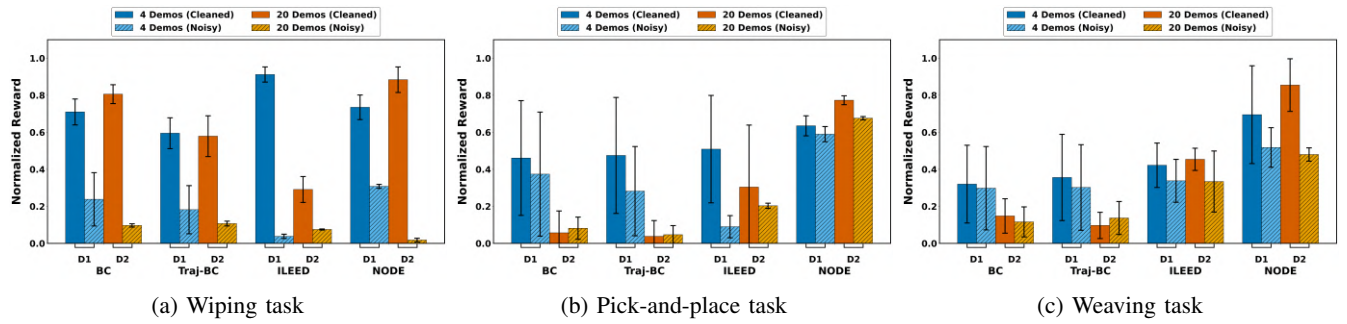 4 Demos (Cleaned) 20 Demos (Cleaned)
4 Demos (Noisy) 20 Demos (Noisy)
Normalized Reward
1.0
0.8
0.6
0.4
0.2
0.0
D1 D2 D1 D2 D1 D2 D1 D2
BC Traj-BC ILEED NODE
(a) Wiping task
4 Demos (Cleaned) 20 Demos (Cleaned)
4 Demos (Noisy) 20 Demos (Noisy)
Normalized Reward
1.0
0.8
0.6
0.4
0.2
0.0
D1 D2 D1 D2 D1 D2 D1 D2
BC Traj-BC ILEED NODE
(b) Pick-and-place task
4 Demos (Cleaned) 20 Demos (Cleaned)
4 Demos (Noisy) 20 Demos (Noisy)
Normalized Reward
1.0
0.8
0.6
0.4
0.2
0.0
D1 D2 D1 D2 D1 D2 D1 D2
BC Traj-BC ILEED NODE
(c) Weaving task